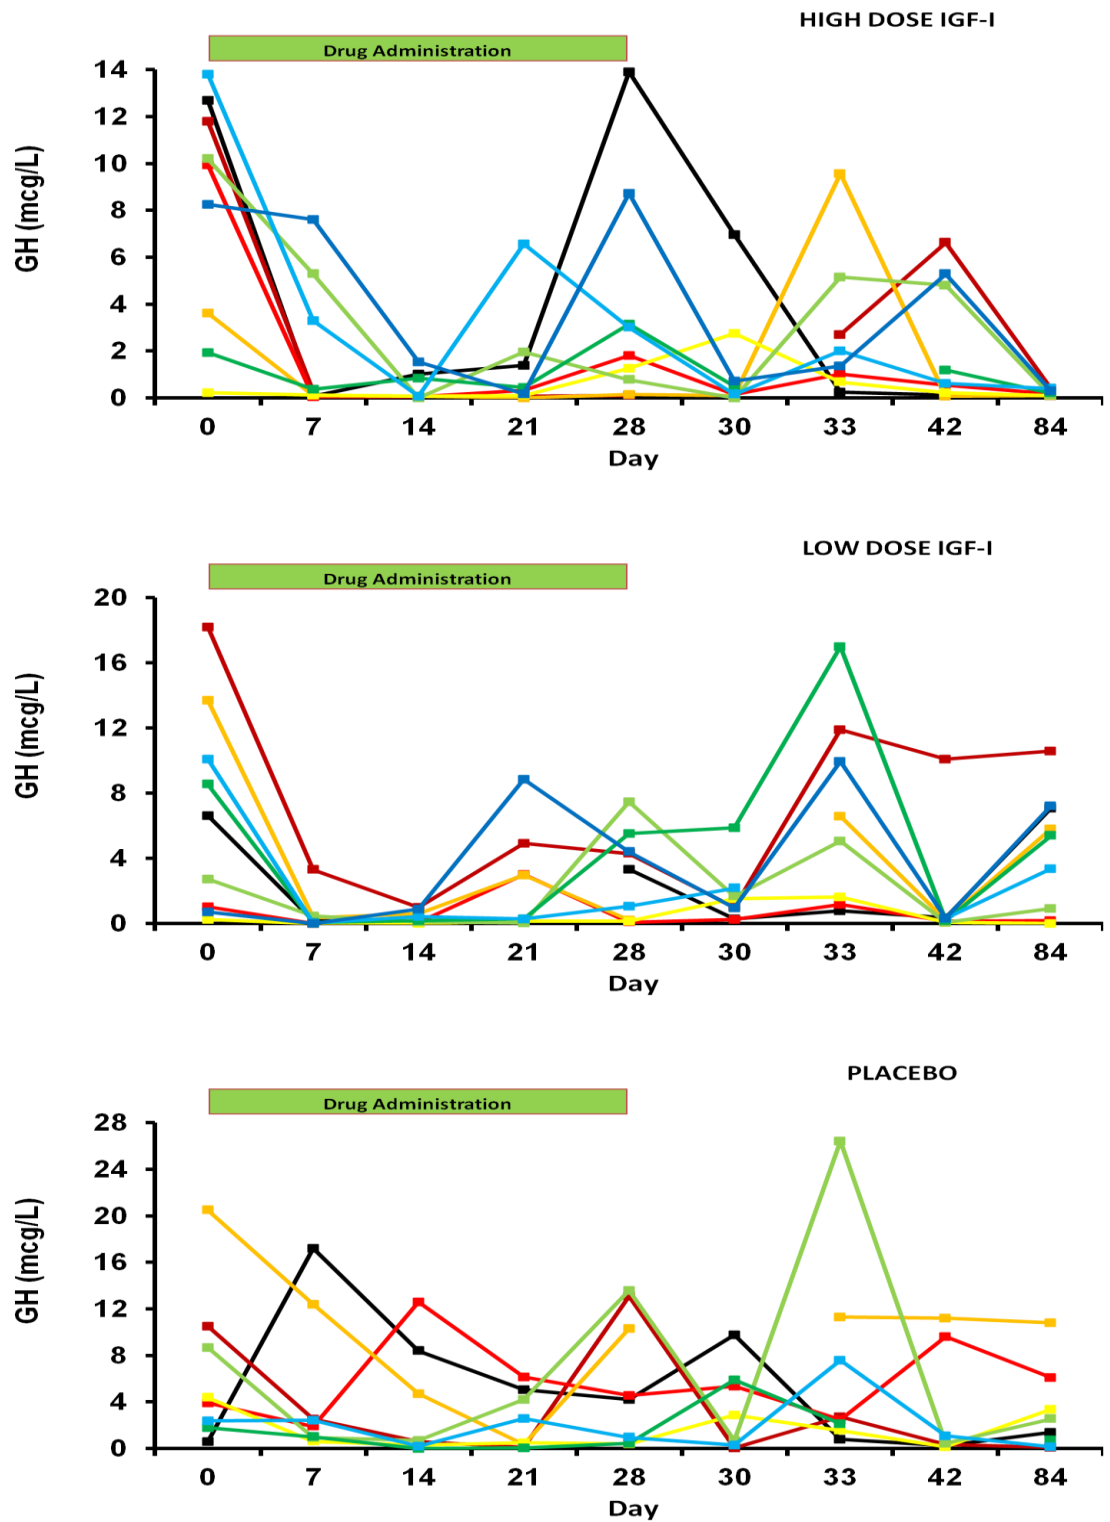 HIGH DOSE IGF-I
Drug Administration
GH (mcg/L)
14
12
10
8
6
4
2
0
0 7 14 21 28 30 33 42 84
Day
LOW DOSE IGF-I
Drug Administration
GH (mcg/L)
20
16
12
8
4
0
0 7 14 21 28 30 33 42 84
Day
PLACEBO
Drug Administration
GH (mcg/L)
28
24
20
16
12
8
4
0
0 7 14 21 28 30 33 42 84
Day